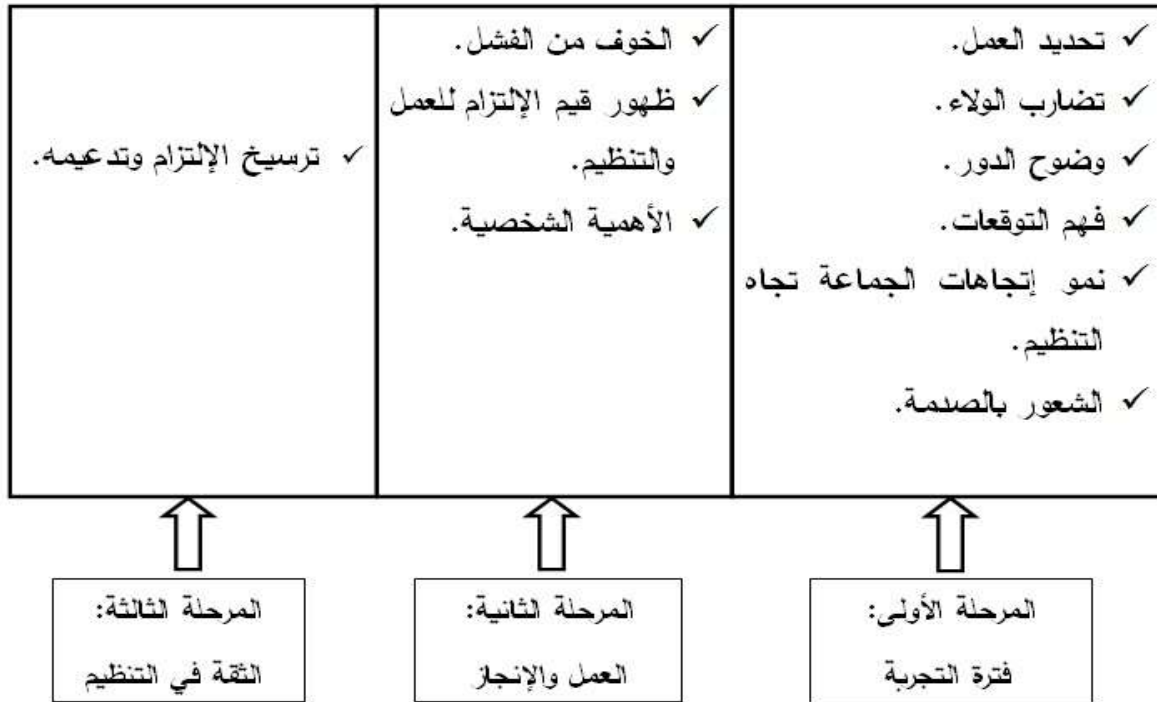 ✓ تحديد العمل.
✓ تضارب الولاء.
✓ وضوح الدور.
✓ فهم التوقعات.
✓ نمو إتجاهات الجماعة تجاه
التنظيم.
✓ الشعور بالصدمة.
✓ الخوف من الفشل.
✓ ظهور قيم الإلتزام للعمل
والتنظيم.
✓ الأهمية الشخصية.
✓ ترسيخ الإلتزام وتدعيمه.
المرحلة الأولى:
فترة التجربة
المرحلة الثانية:
العمل والإنجاز
المرحلة الثالثة:
الثقة في التنظيم